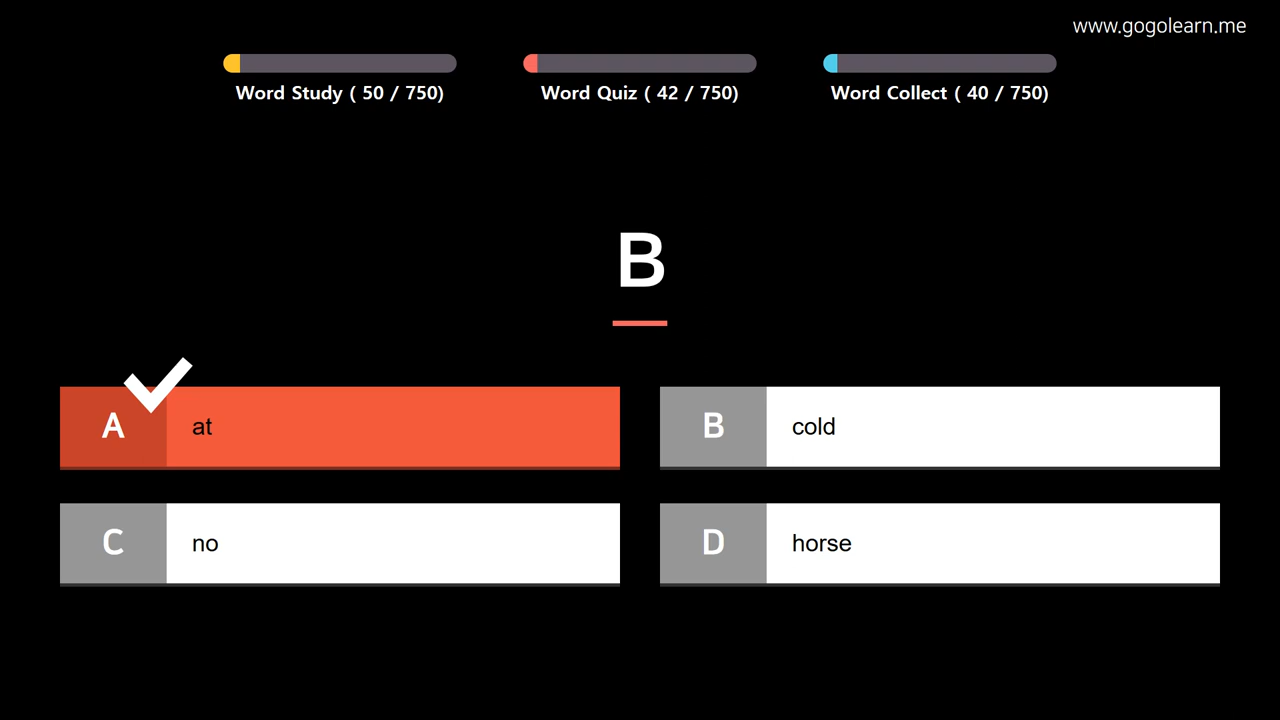 www.gogolearn.me
Word Study ( 50 / 750)
Word Quiz ( 42 / 750)
Word Collect ( 40 / 750)
B
A
at
B
cold
C
no
D
horse